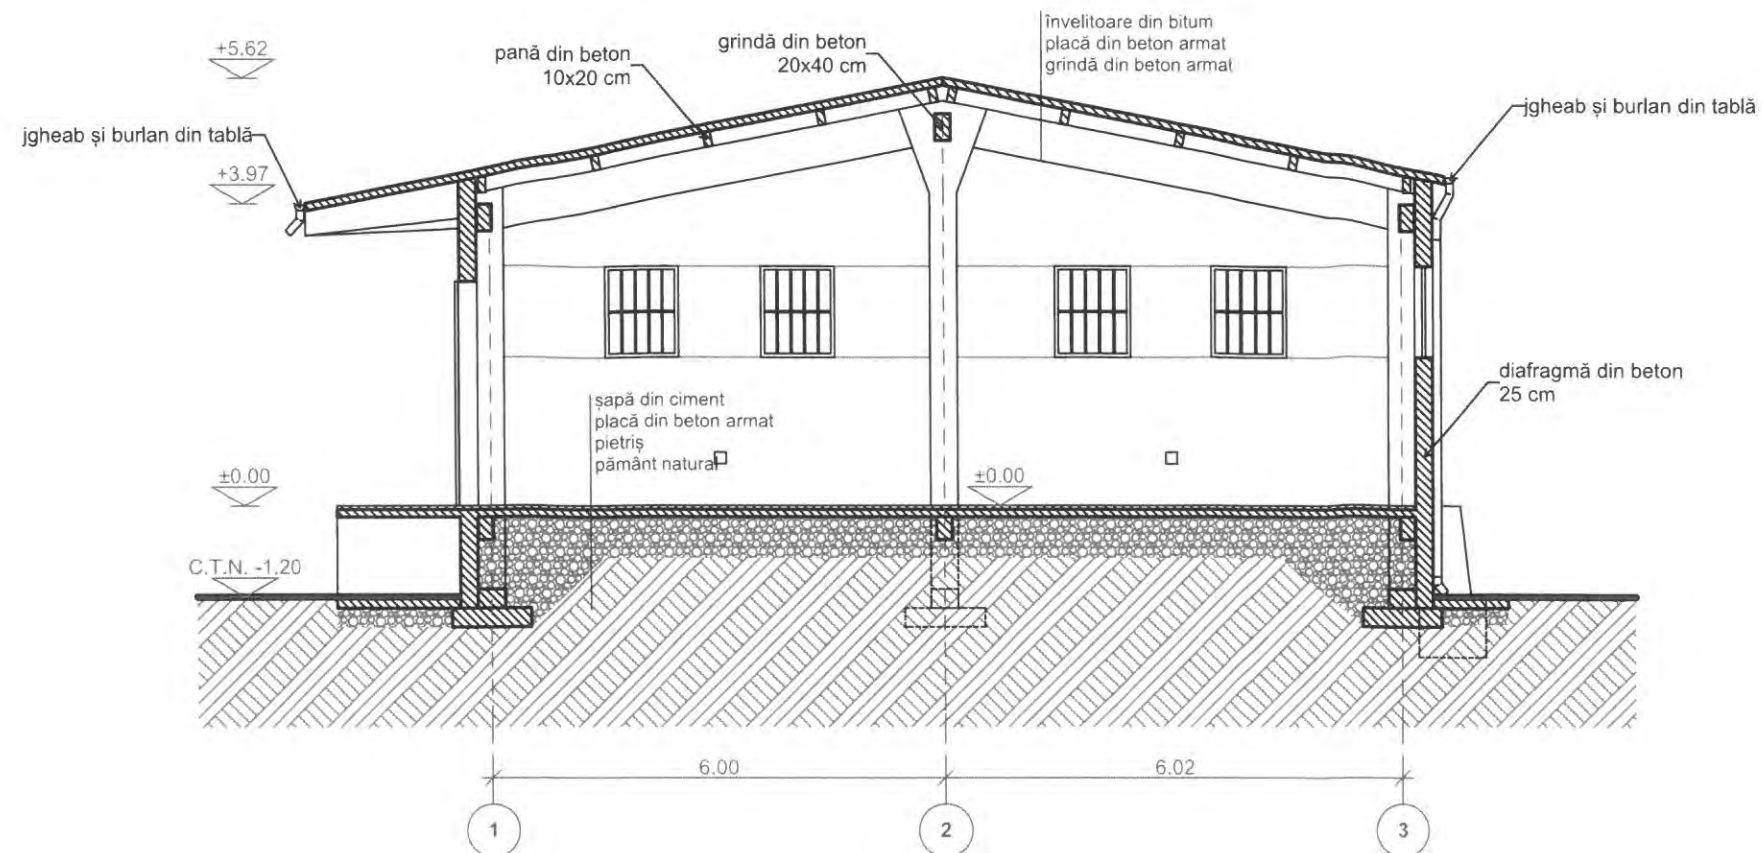 învelitoare din bitum
placă din beton armat
grindă din beton armat
+5.62
pană din beton
10x20 cm
grindă din beton
20x40 cm
jgheab și burlan din tablă
jgheab și burlan din tablă
+3.97
diafragmă din beton
25 cm
șapă din ciment
placă din beton armat
pietriș
pământ natural
±0.00
±0.00
C.T.N. -1.20
6.00
6.02
1
2
3